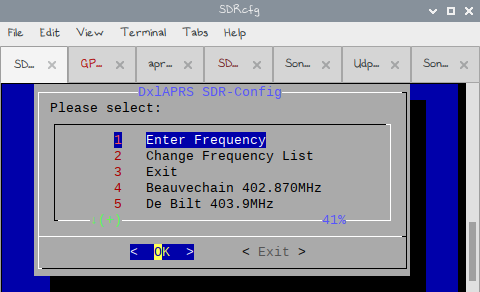 SDRcfg
File Edit View Terminal Tabs Help
SD... GP... apr... SD... Son... Udp... Son...
DxlAPRS SDR-Config
Please select:
1 Enter Frequency
2 Change Frequency List
3 Exit
4 Beauvechain 402.870MHz
5 De Bilt 403.9MHz
↓(+) 41%
< OK > < Exit >